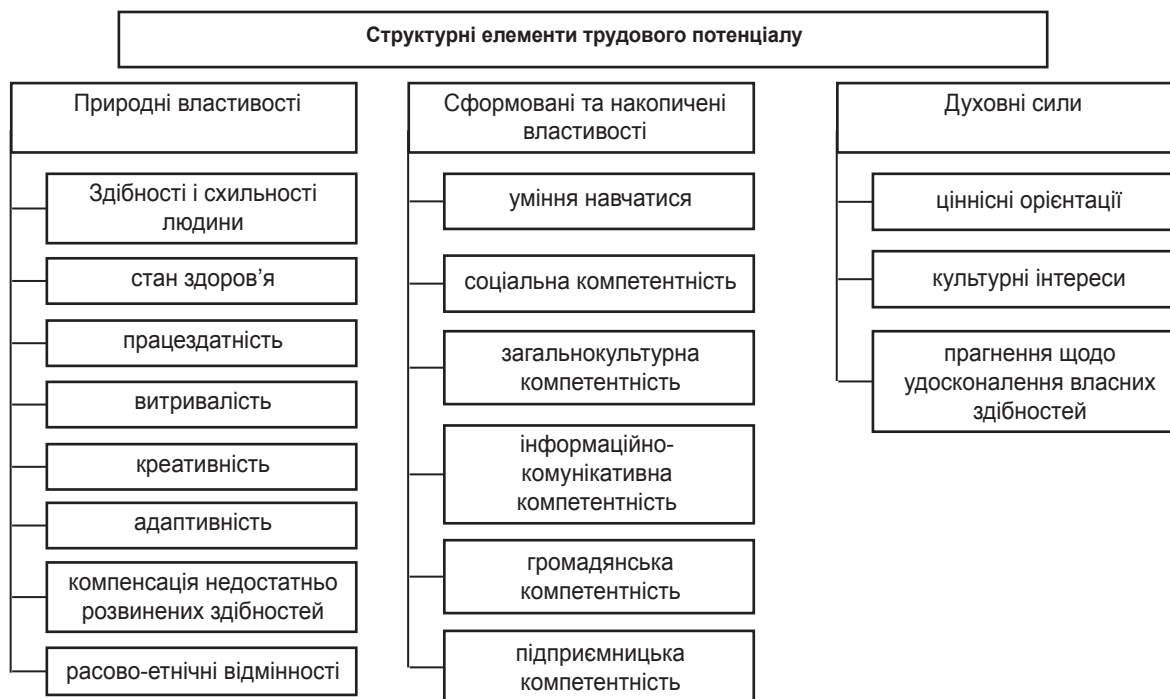 Структурні елементи трудового потенціалу
Природні властивості
Здібності і схильності
людини
стан здоров’я
працездатність
витривалість
креативність
адаптивність
компенсація недостатньо
розвинених здібностей
расово-етнічні відмінності
Сформовані та накопичені
властивості
уміння навчатися
соціальна компетентність
загальнокультурна
компетентність
інформаційно-
комунікативна
компетентність
громадянська
компетентність
підприємницька
компетентність
Духовні сили
ціннісні орієнтації
культурні інтереси
прагнення щодо
удосконалення власних
здібностей